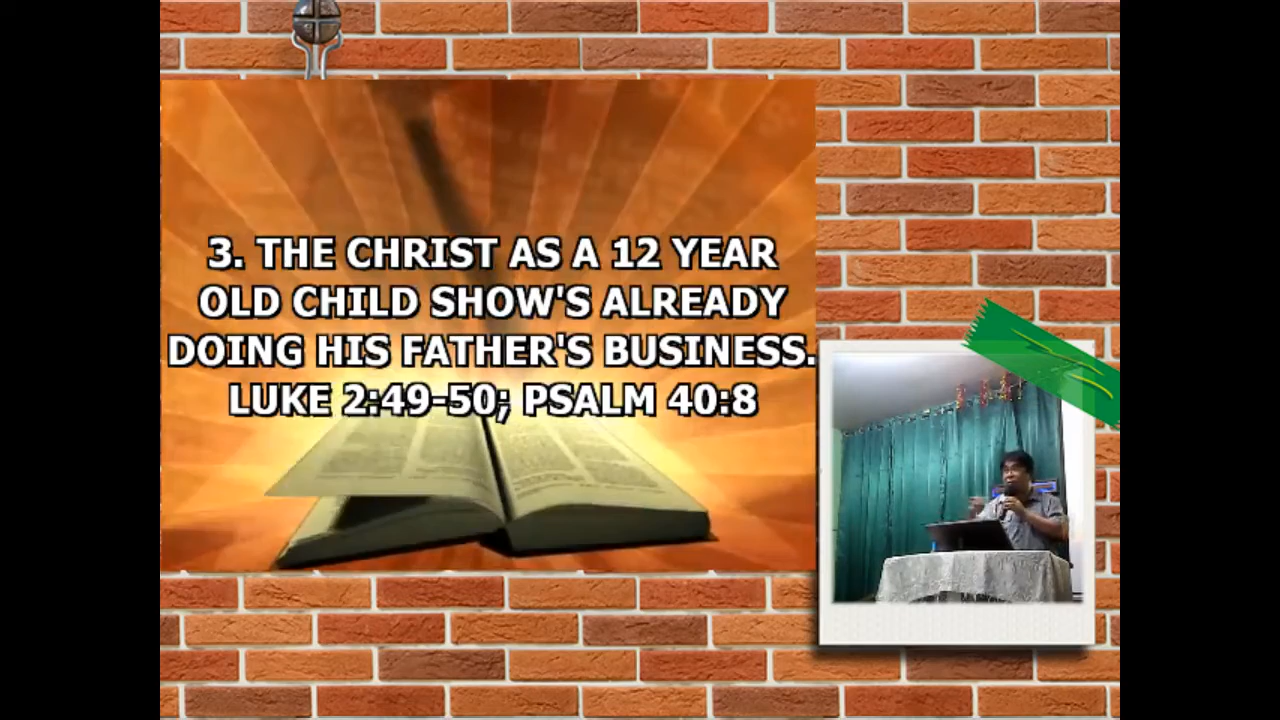 3. THE CHRIST AS A 12 YEAR
OLD CHILD SHOW'S ALREADY
DOING HIS FATHER'S BUSINESS.
LUKE 2:49-50; PSALM 40:8